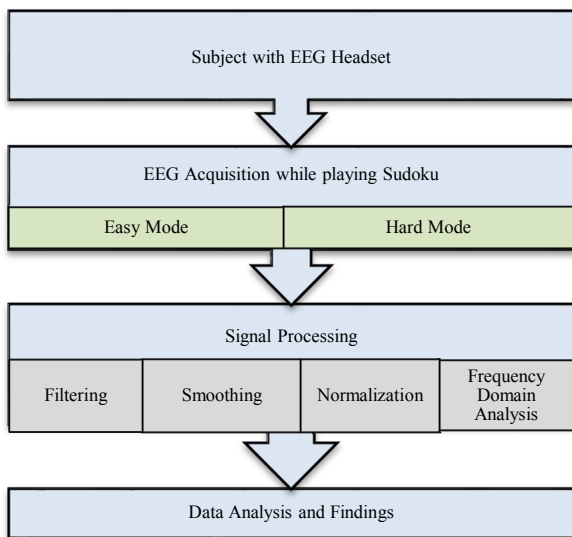 Subject with EEG Headset
EEG Acquisition while playing Sudoku
Easy Mode
Hard Mode
Signal Processing
Filtering
Smoothing
Normalization
Frequency
Domain
Analysis
Data Analysis and Findings